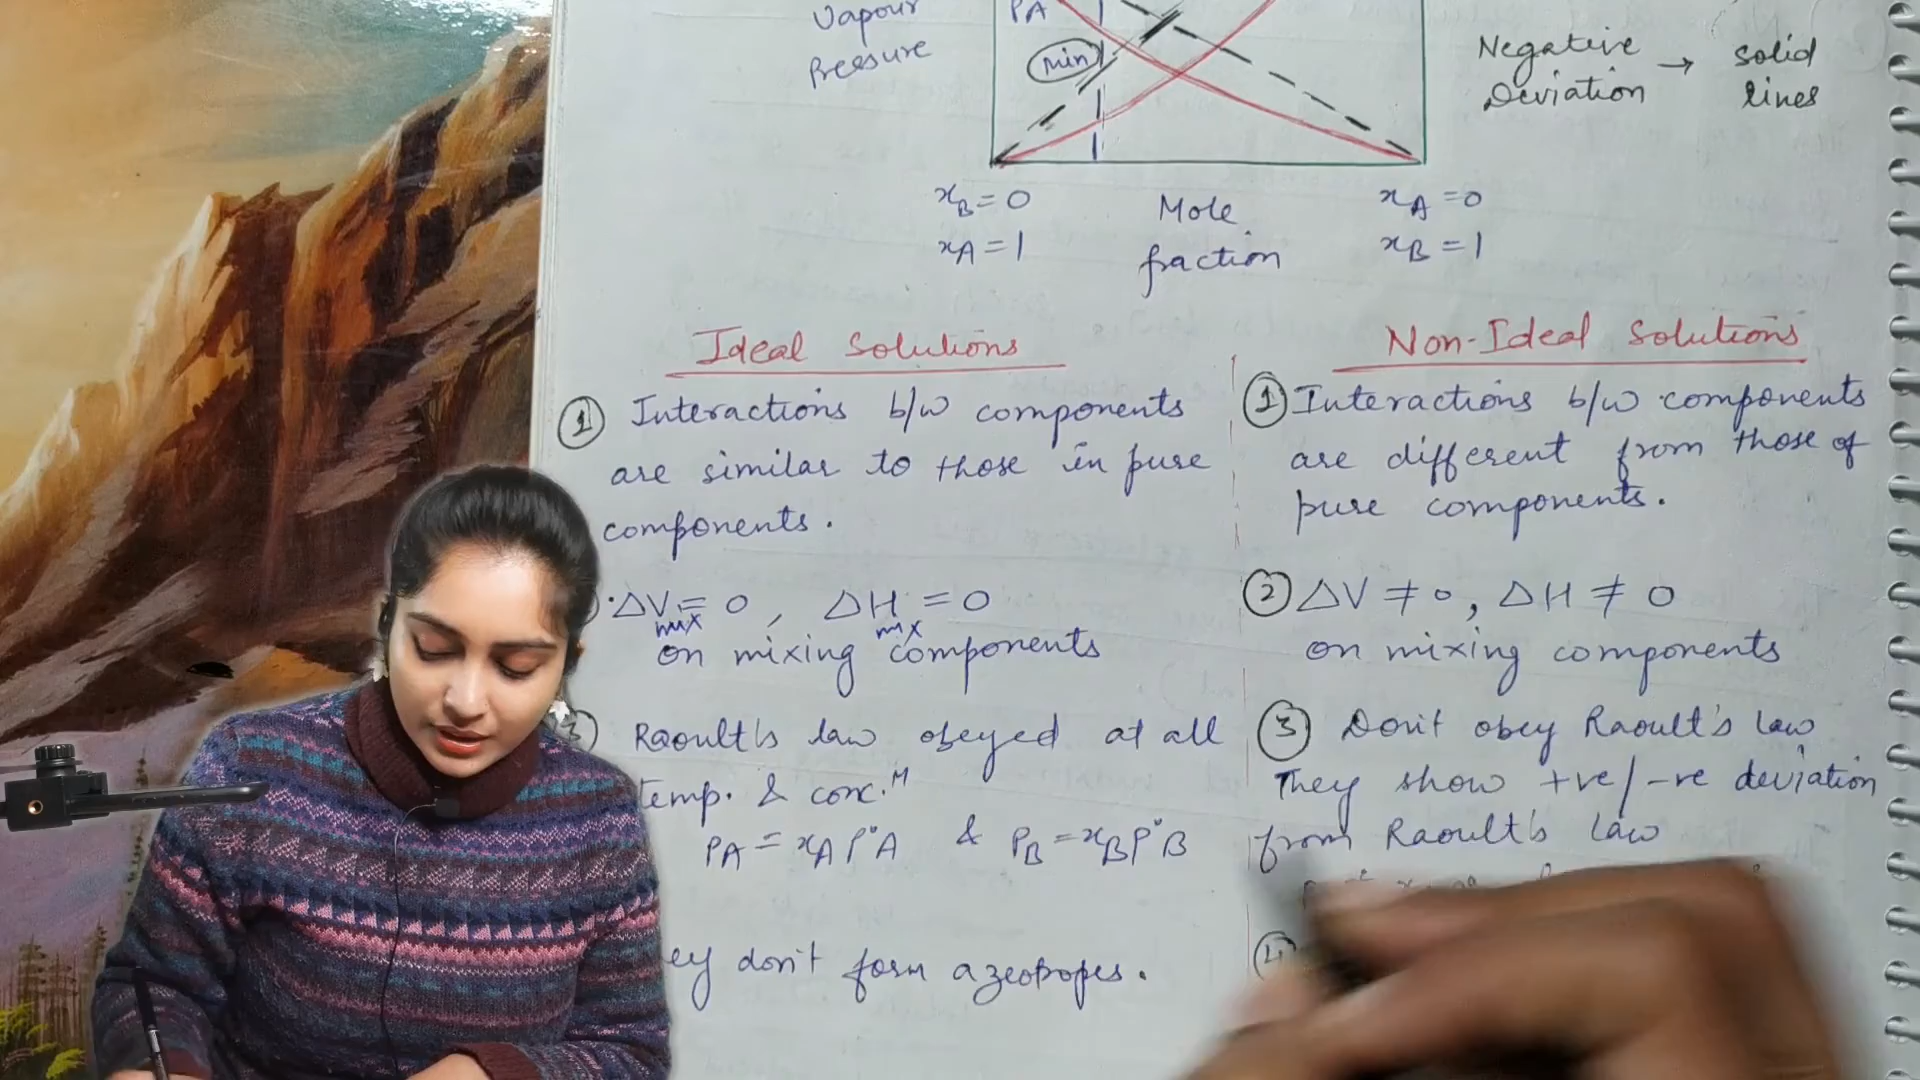 Vapour
Pressure
PA
min
Negative
Deviation → solid
lines
xB = 0
xA = 1
Mole
fraction
xA = 0
xB = 1
Ideal Solutions
① Interactions b/w components
are similar to those in pure
components.
ΔVmix = 0 , ΔHmix = 0
on mixing components
3 Raoult's law obeyed at all
temp. & conc.n
PA = xA P°A & PB = xB P°B
ey don't form azeotropes.
Non-Ideal Solutions
① Interactions b/w components
are different from those of
pure components.
② ΔV ≠ 0, ΔH ≠ 0
on mixing components
③ Don't obey Raoult's law
They show +ve/-ve deviation
from Raoult's law
④